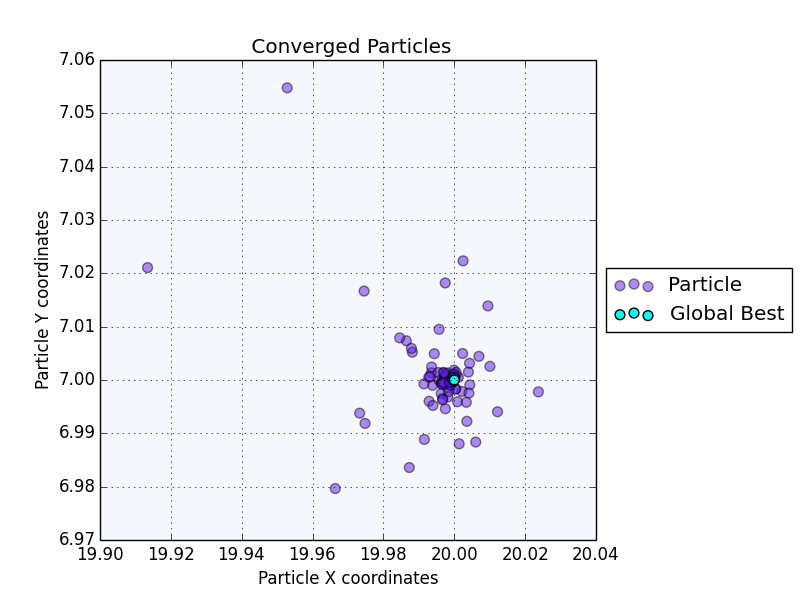 Converged Particles
7.06
7.05
7.04
7.03
7.02
7.01
7.00
6.99
6.98
6.97
Particle Y coordinates
19.90 19.92 19.94 19.96 19.98 20.00 20.02 20.04
Particle X coordinates
Particle
Global Best